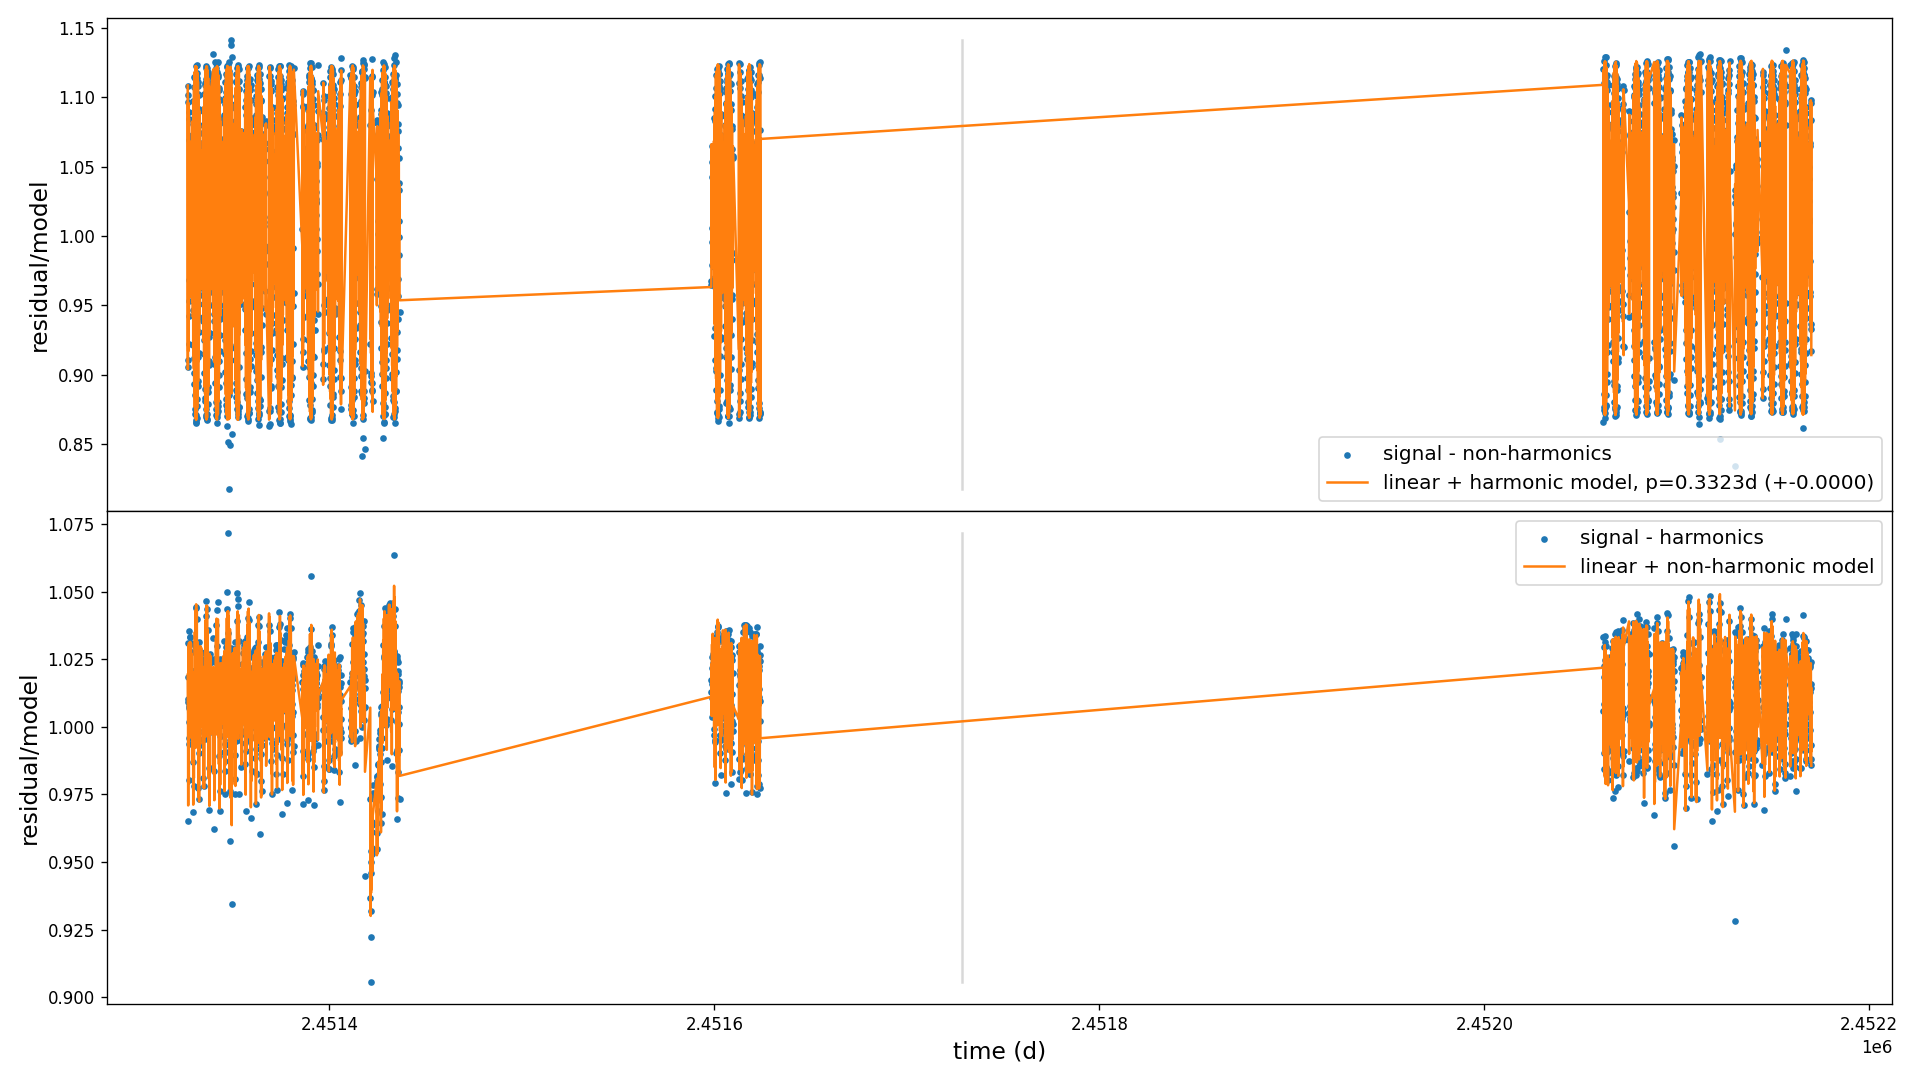 1.15
1.10
1.05
1.00
0.95
0.90
0.85
residual/model
signal - non-harmonics
linear + harmonic model, p=0.3323d (+-0.0000)
1.075
1.050
1.025
1.000
0.975
0.950
0.925
0.900
residual/model
signal - harmonics
linear + non-harmonic model
2.4514
2.4516
2.4518
2.4520
2.4522
1e6
time (d)